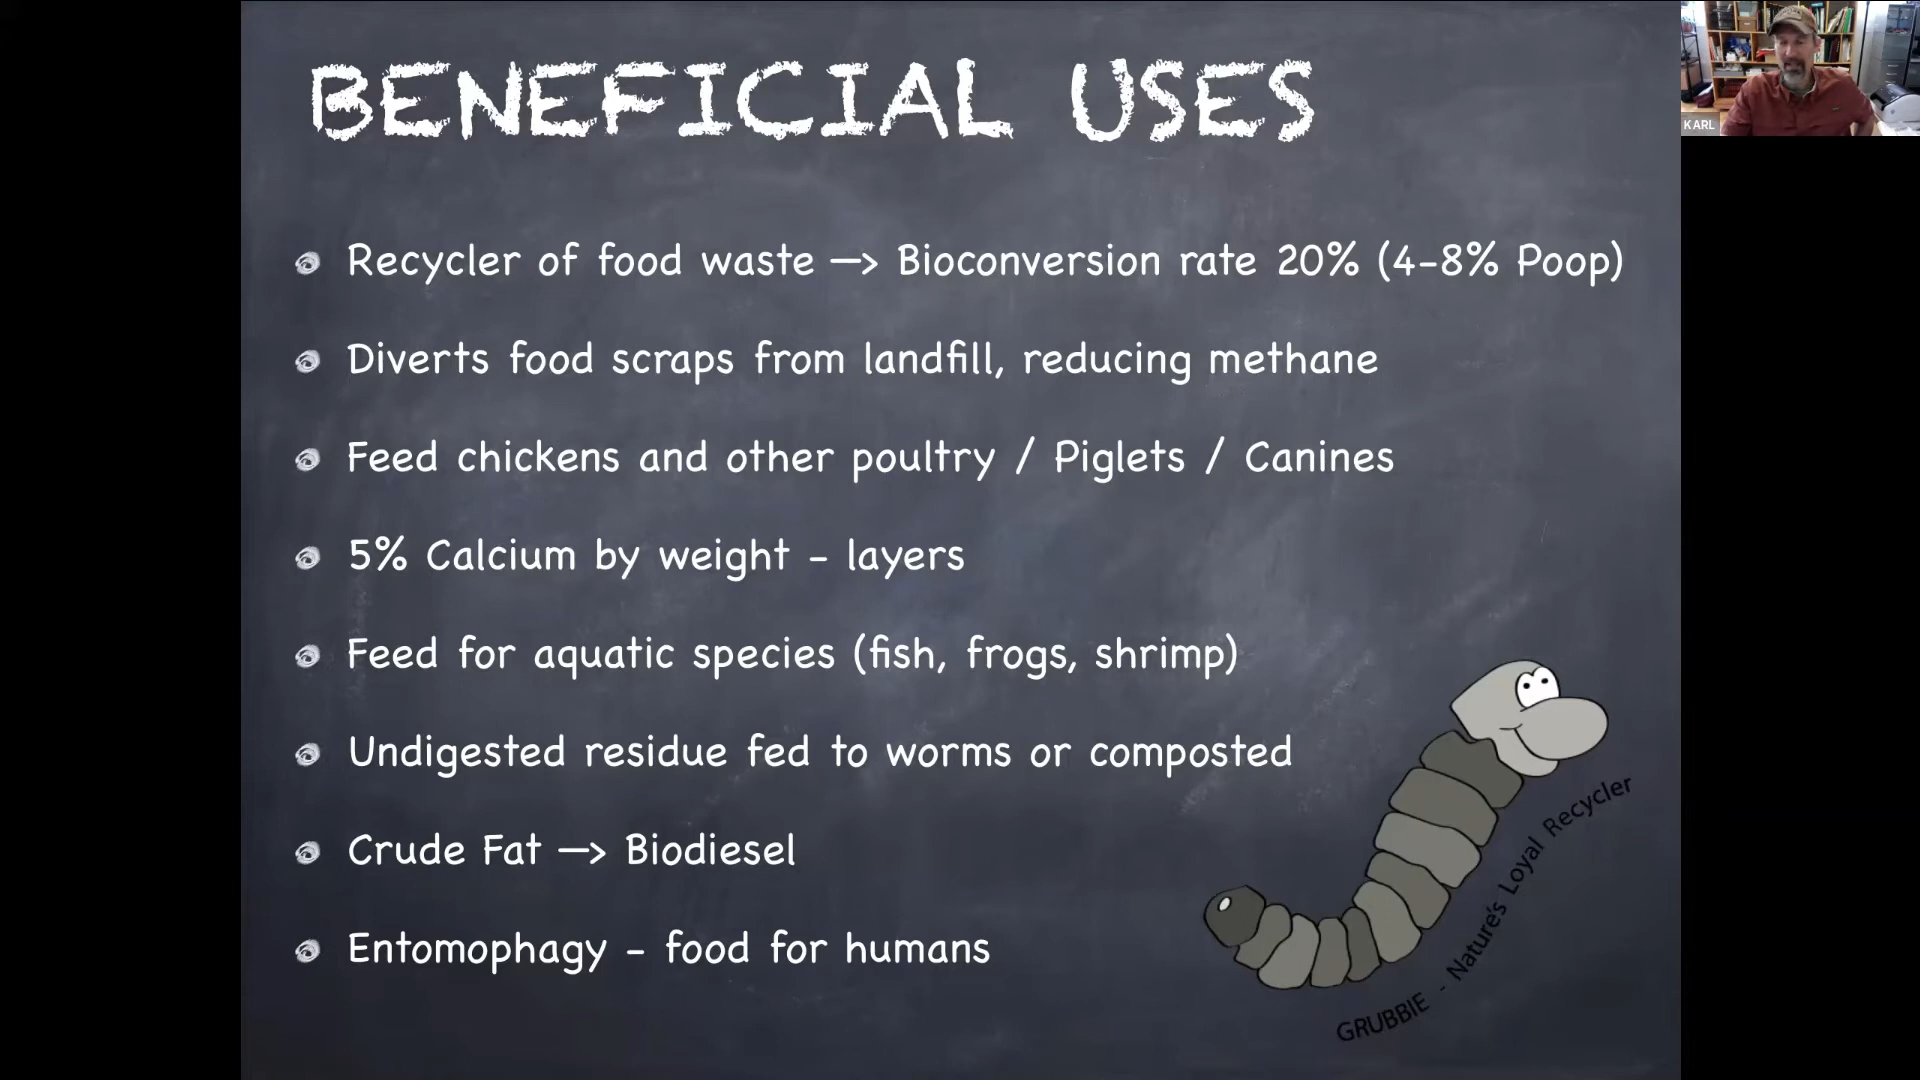 BENEFICIAL USES
KARL
Recycler of food waste —> Bioconversion rate 20% (4-8% Poop)
Diverts food scraps from landfill, reducing methane
Feed chickens and other poultry / Piglets / Canines
5% Calcium by weight - layers
Feed for aquatic species (fish, frogs, shrimp)
Undigested residue fed to worms or composted
Crude Fat —> Biodiesel
Entomophagy - food for humans
GRUBBIE - Nature's Loyal Recycler